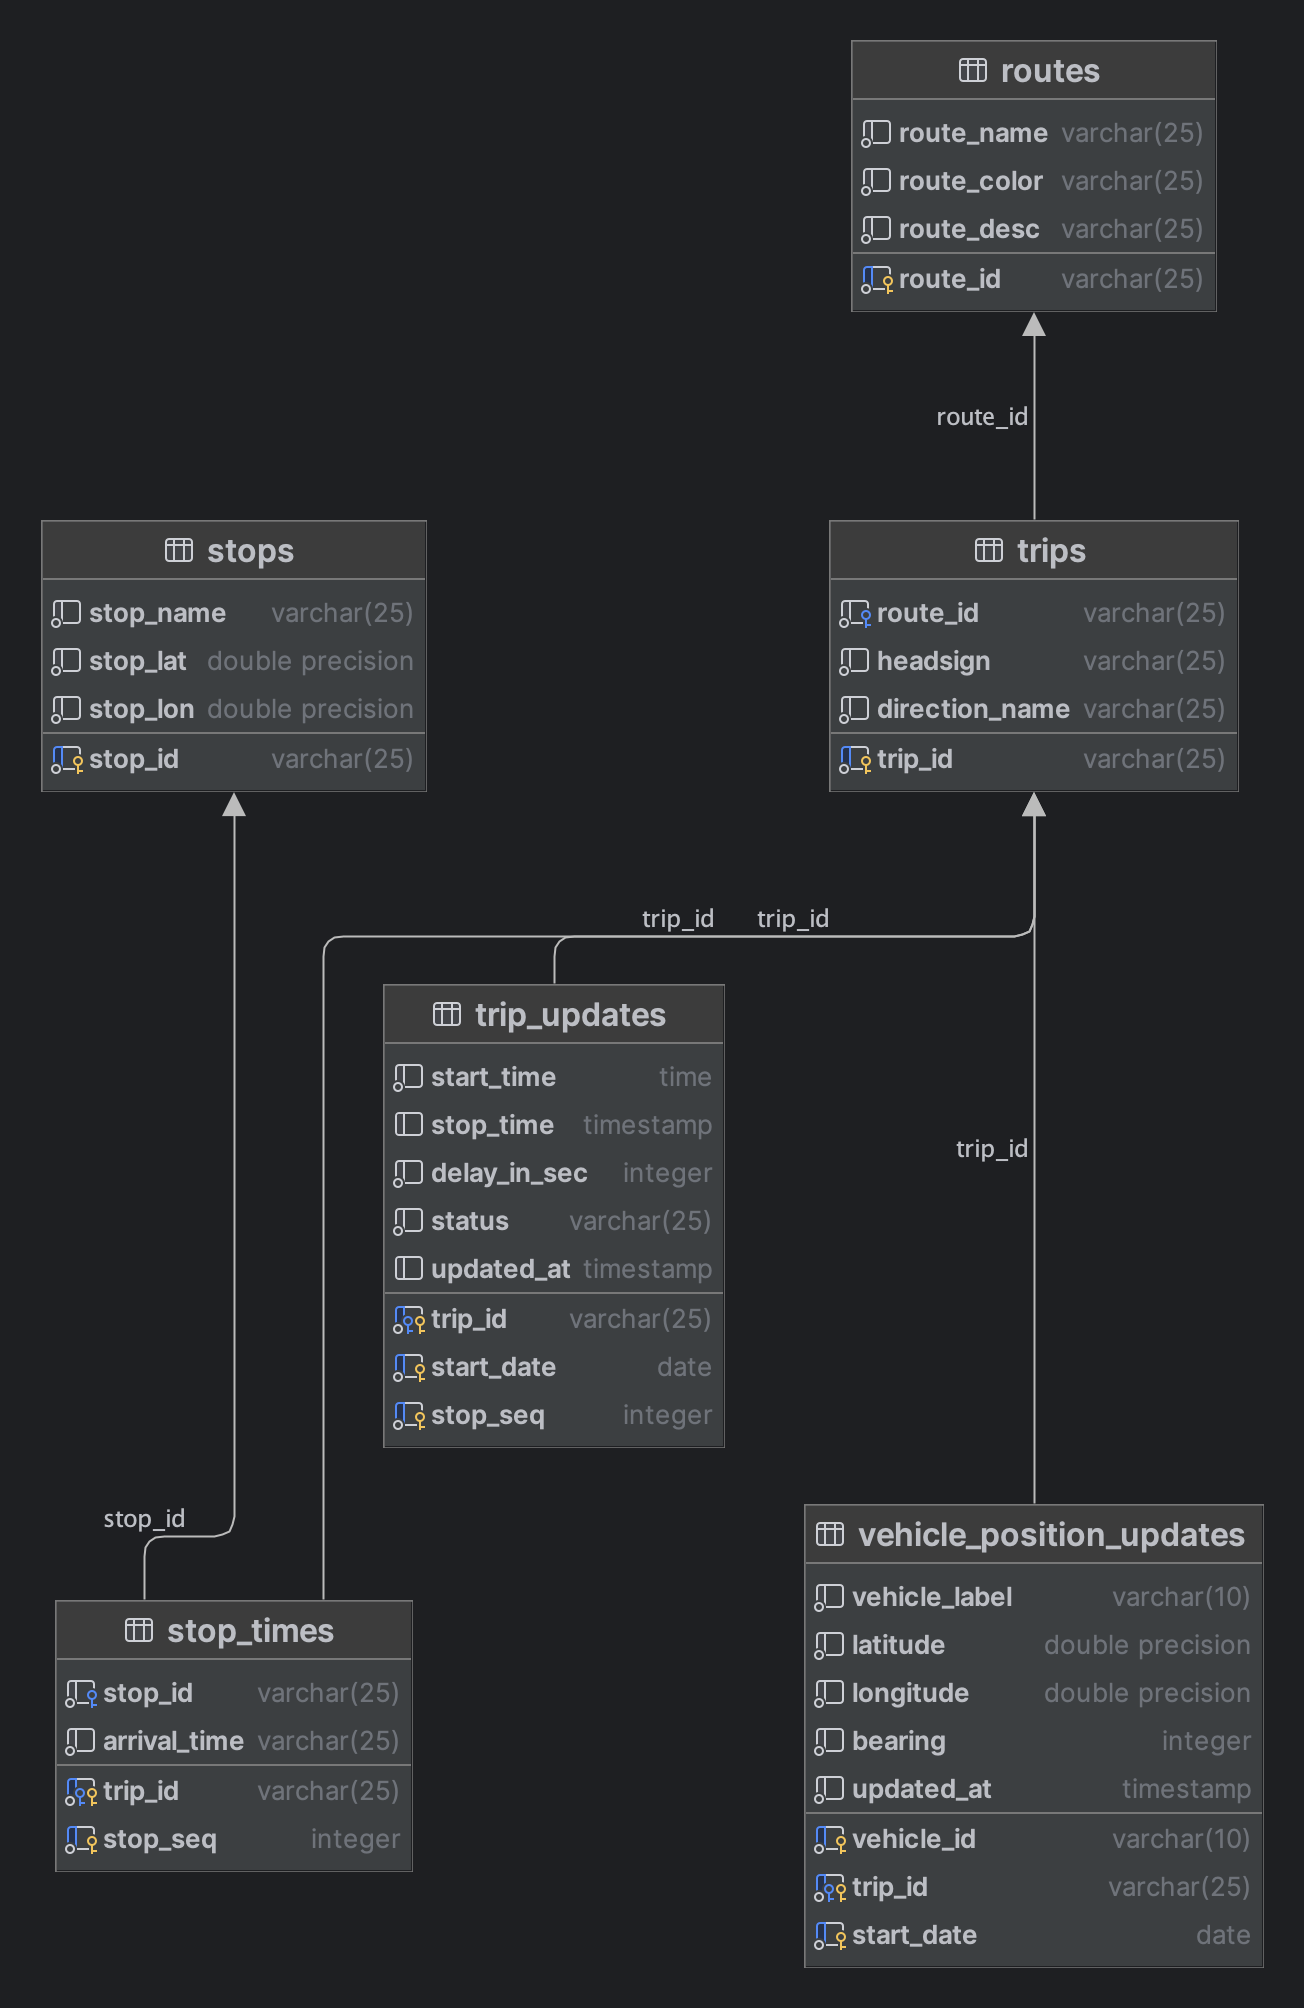 routes
route_name varchar(25)
route_color varchar(25)
route_desc varchar(25)
route_id varchar(25)
route_id
stops
stop_name varchar(25)
stop_lat double precision
stop_lon double precision
stop_id varchar(25)
trips
route_id varchar(25)
headsign varchar(25)
direction_name varchar(25)
trip_id varchar(25)
trip_id trip_id
trip_updates
start_time time
stop_time timestamp
delay_in_sec integer
status varchar(25)
updated_at timestamp
trip_id varchar(25)
start_date date
stop_seq integer
trip_id
stop_id
stop_times
stop_id varchar(25)
arrival_time varchar(25)
trip_id varchar(25)
stop_seq integer
vehicle_position_updates
vehicle_label varchar(10)
latitude double precision
longitude double precision
bearing integer
updated_at timestamp
vehicle_id varchar(10)
trip_id varchar(25)
start_date date